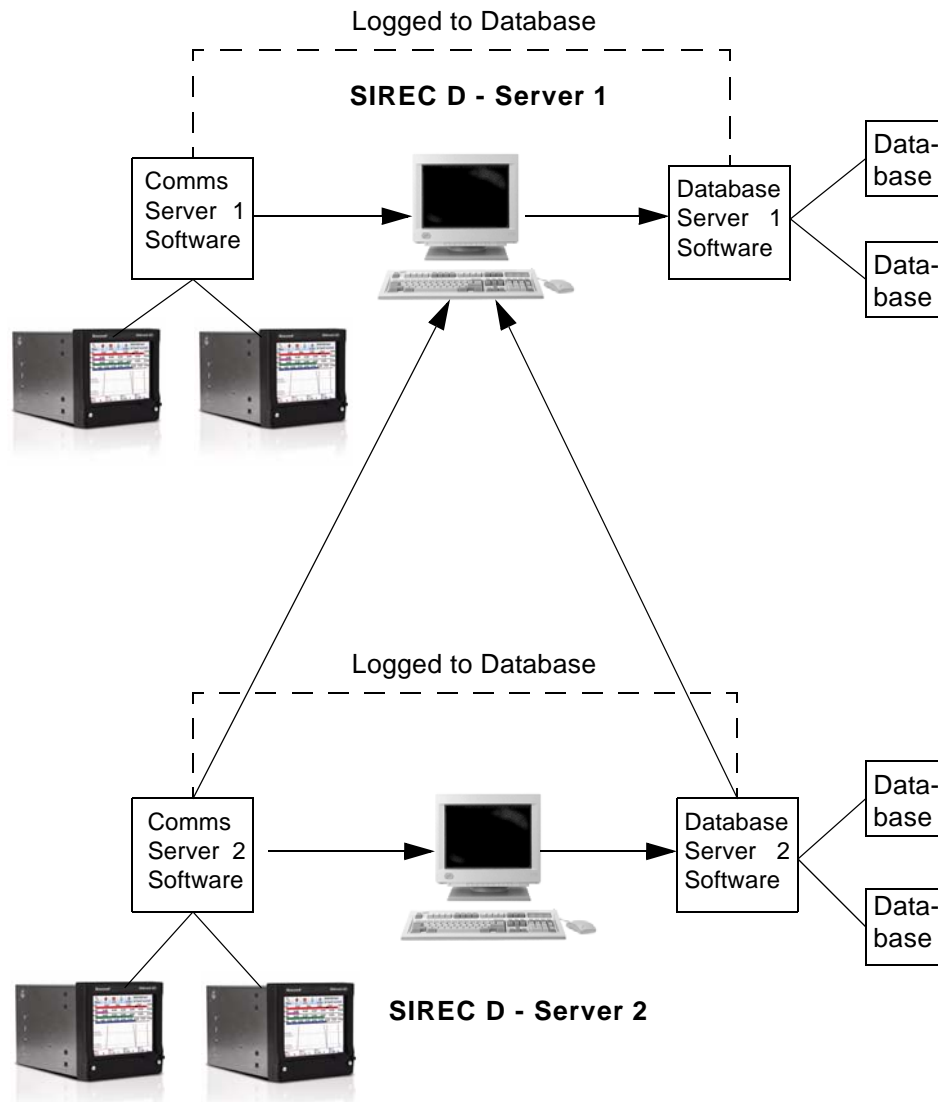 Logged to Database
SIREC D - Server 1
Comms
Server 1
Software
Database
Server 1
Software
Data-
base
Data-
base
Logged to Database
Comms
Server 2
Software
Database
Server 2
Software
Data-
base
Data-
base
SIREC D - Server 2